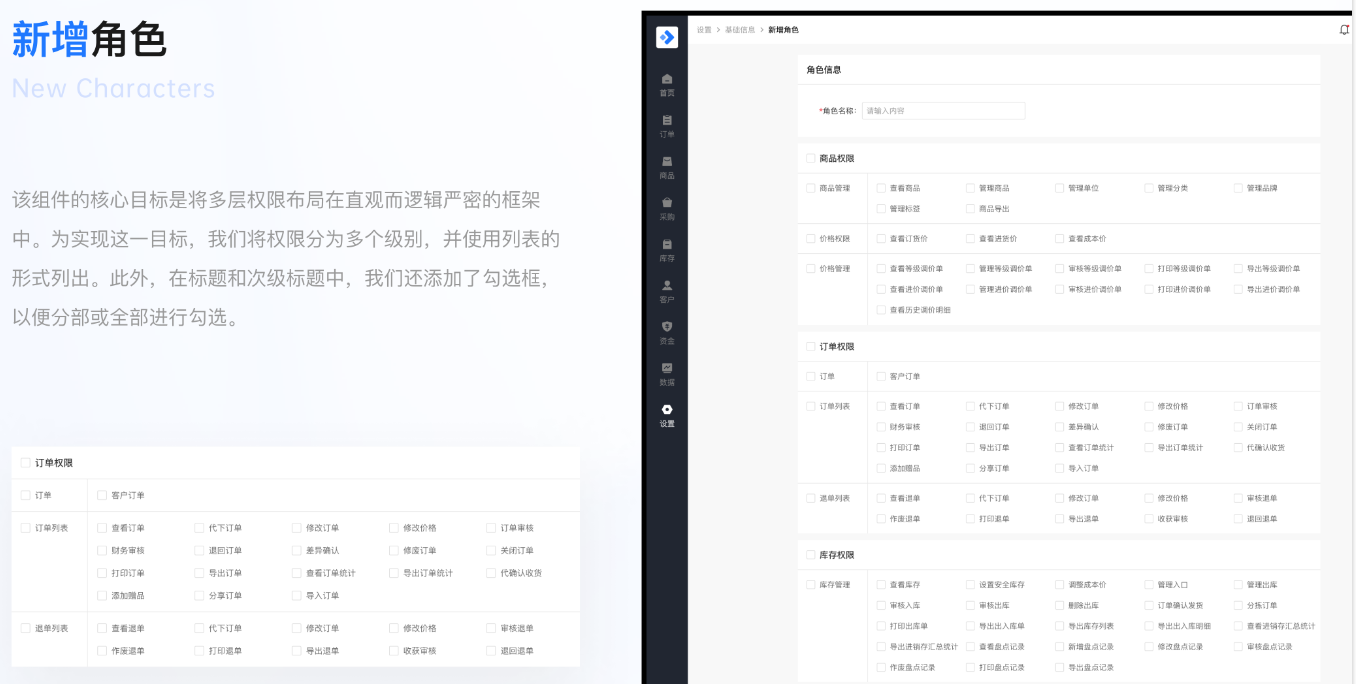 新增角色
New Characters
该组件的核心目标是将多层权限布局在直观而逻辑严密的框架
中。为实现这一目标，我们将权限分为多个级别，并使用列表的
形式列出。此外，在标题和次级标题中，我们还添加了勾选框，
以便分部或全部进行勾选。
订单权限
订单 客户订单
订单列表 查看订单 代下订单 修改订单 修改价格 订单审核
财务审核 退回订单 差异确认 修废订单 关闭订单
打印订单 导出订单 查看订单统计 导出订单统计 代确认收货
添加赠品 分享订单 导入订单
退单列表 查看退单 代下订单 修改订单 修改价格 审核退单
作废退单 打印退单 导出退单 收获审核 退回退单
首页
订单
商品
采购
库存
客户
资金
数据
设置
设置 > 基础信息 > 新增角色
角色信息
*角色名称： 请输入内容
商品权限
商品管理 查看商品 管理商品 管理单位 管理分类 管理品牌
管理标签 商品导出
价格权限 查看订货价 查看进货价 查看成本价
价格管理 查看等级调价单 管理等级调价单 审核等级调价单 打印等级调价单 导出等级调价单
查看进价调价单 管理进价调价单 审核进价调价单 打印进价调价单 导出进价调价单
查看历史调价明细
订单权限
订单 客户订单
订单列表 查看订单 代下订单 修改订单 修改价格 订单审核
财务审核 退回订单 差异确认 修废订单 关闭订单
打印订单 导出订单 查看订单统计 导出订单统计 代确认收货
添加赠品 分享订单 导入订单
退单列表 查看退单 代下订单 修改订单 修改价格 审核退单
作废退单 打印退单 导出退单 收获审核 退回退单
库存权限
库存管理 查看库存 设置安全库存 调整成本价 管理入口 管理出库
审核入库 审核出库 删除出库 订单确认发货 分拣订单
打印出库单 导出出入库单 导出库存列表 导出出入库明细 查看进销存汇总统计
导出进销存汇总统计 查看盘点记录 新增盘点记录 修改盘点记录 审核盘点记录
作废盘点记录 打印盘点记录 导出盘点记录